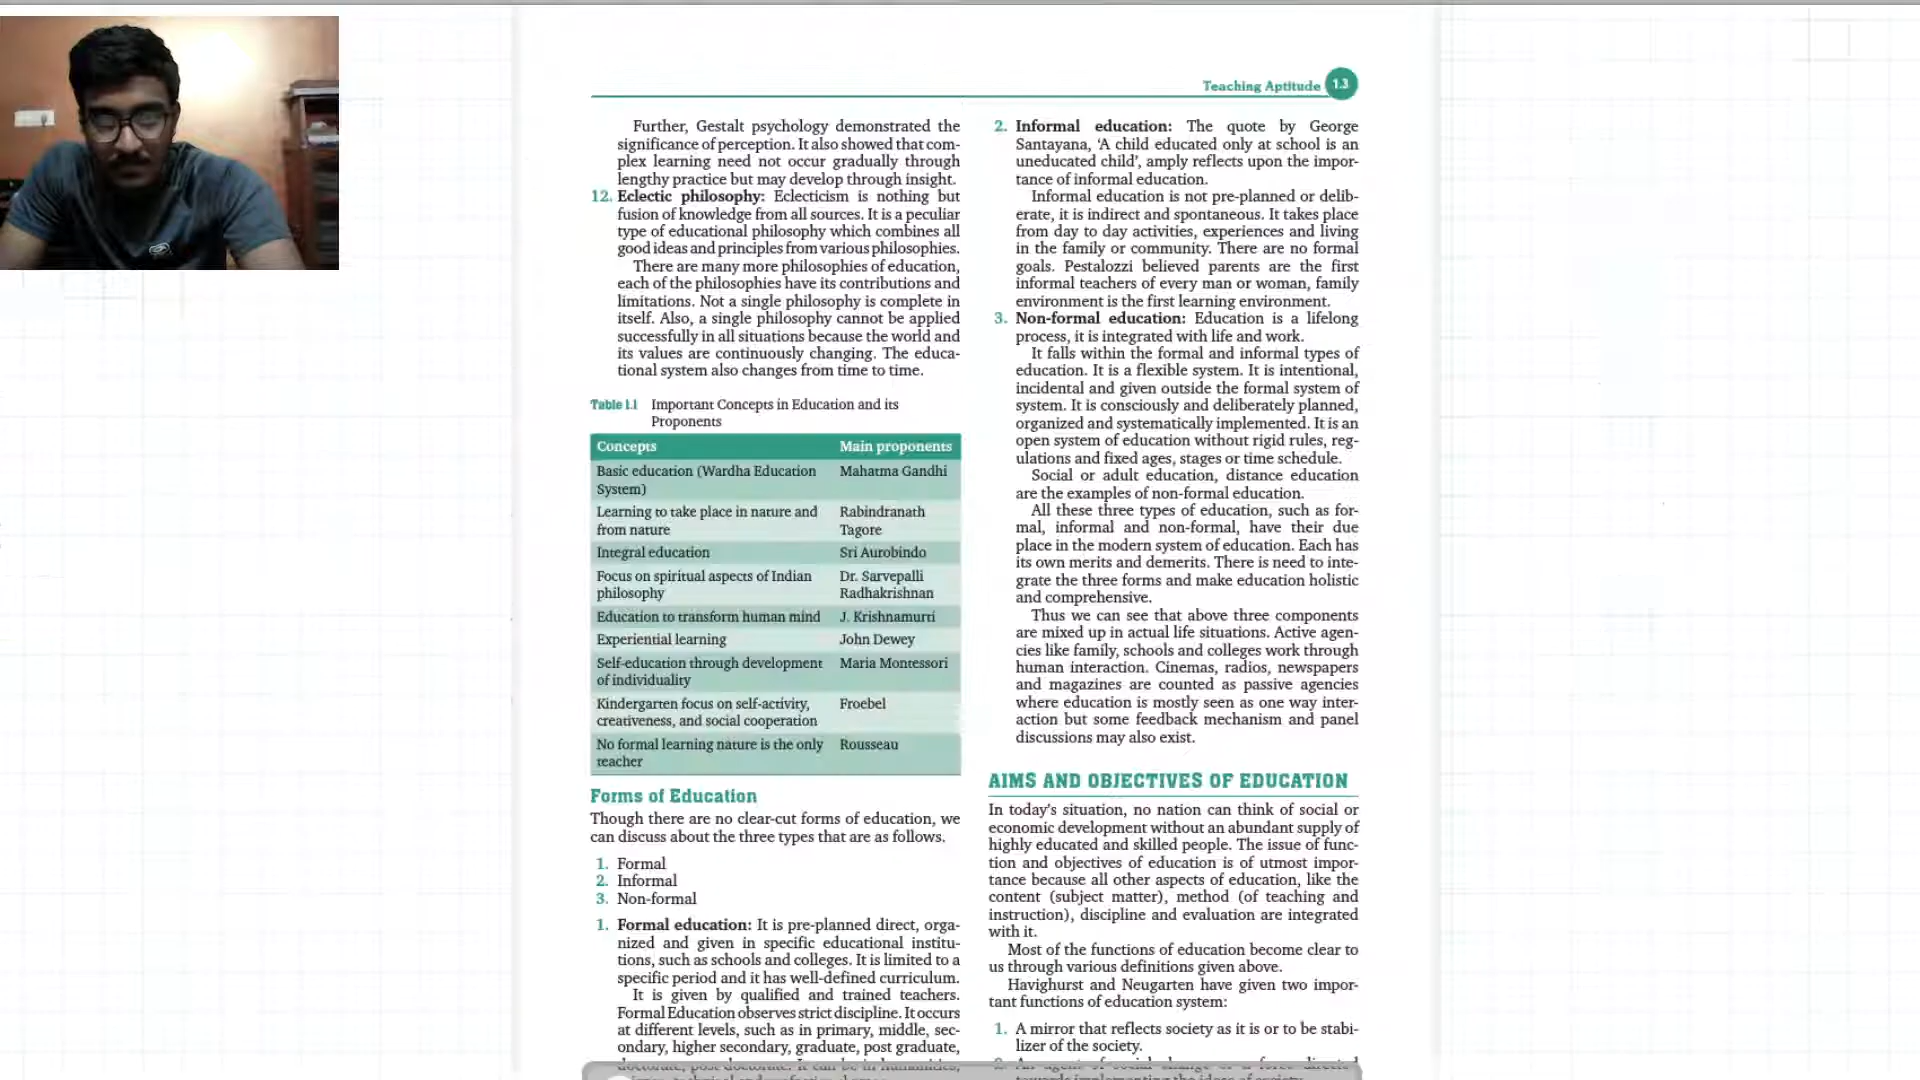 Teaching Aptitude 1.3
Further, Gestalt psychology demonstrated the
significance of perception. It also showed that com-
plex learning need not occur gradually through
lengthy practice but may develop through insight.
12. Eclectic philosophy: Eclecticism is nothing but
fusion of knowledge from all sources. It is a peculiar
type of educational philosophy which combines all
good ideas and principles from various philosophies.
There are many more philosophies of education,
each of the philosophies have its contributions and
limitations. Not a single philosophy is complete in
itself. Also, a single philosophy cannot be applied
successfully in all situations because the world and
its values are continuously changing. The educa-
tional system also changes from time to time.
Table 1.1 Important Concepts in Education and its
Proponents
Concepts Main proponents
Basic education (Wardha Education Mahatma Gandhi
System)
Learning to take place in nature and Rabindranath
from nature Tagore
Integral education Sri Aurobindo
Focus on spiritual aspects of Indian Dr. Sarvepalli
philosophy Radhakrishnan
Education to transform human mind J. Krishnamurti
Experiential learning John Dewey
Self-education through development Maria Montessori
of individuality
Kindergarten focus on self-activity, Froebel
creativeness, and social cooperation
No formal learning nature is the only Rousseau
teacher
Forms of Education
Though there are no clear-cut forms of education, we
can discuss about the three types that are as follows.
1. Formal
2. Informal
3. Non-formal
1. Formal education: It is pre-planned direct, orga-
nized and given in specific educational institu-
tions, such as schools and colleges. It is limited to a
specific period and it has well-defined curriculum.
It is given by qualified and trained teachers.
Formal Education observes strict discipline. It occurs
at different levels, such as in primary, middle, sec-
ondary, higher secondary, graduate, post graduate,
2. Informal education: The quote by George
Santayana, ‘A child educated only at school is an
uneducated child’, amply reflects upon the impor-
tance of informal education.
Informal education is not pre-planned or delib-
erate, it is indirect and spontaneous. It takes place
from day to day activities, experiences and living
in the family or community. There are no formal
goals. Pestalozzi believed parents are the first
informal teachers of every man or woman, family
environment is the first learning environment.
3. Non-formal education: Education is a lifelong
process, it is integrated with life and work.
It falls within the formal and informal types of
education. It is a flexible system. It is intentional,
incidental and given outside the formal system of
system. It is consciously and deliberately planned,
organized and systematically implemented. It is an
open system of education without rigid rules, reg-
ulations and fixed ages, stages or time schedule.
Social or adult education, distance education
are the examples of non-formal education.
All these three types of education, such as for-
mal, informal and non-formal, have their due
place in the modern system of education. Each has
its own merits and demerits. There is need to inte-
grate the three forms and make education holistic
and comprehensive.
Thus we can see that above three components
are mixed up in actual life situations. Active agen-
cies like family, schools and colleges work through
human interaction. Cinemas, radios, newspapers
and magazines are counted as passive agencies
where education is mostly seen as one way inter-
action but some feedback mechanism and panel
discussions may also exist.
AIMS AND OBJECTIVES OF EDUCATION
In today’s situation, no nation can think of social or
economic development without an abundant supply of
highly educated and skilled people. The issue of func-
tion and objectives of education is of utmost impor-
tance because all other aspects of education, like the
content (subject matter), method (of teaching and
instruction), discipline and evaluation are integrated
with it.
Most of the functions of education become clear to
us through various definitions given above.
Havighurst and Neugarten have given two impor-
tant functions of education system:
1. A mirror that reflects society as it is or to be stabi-
lizer of the society.